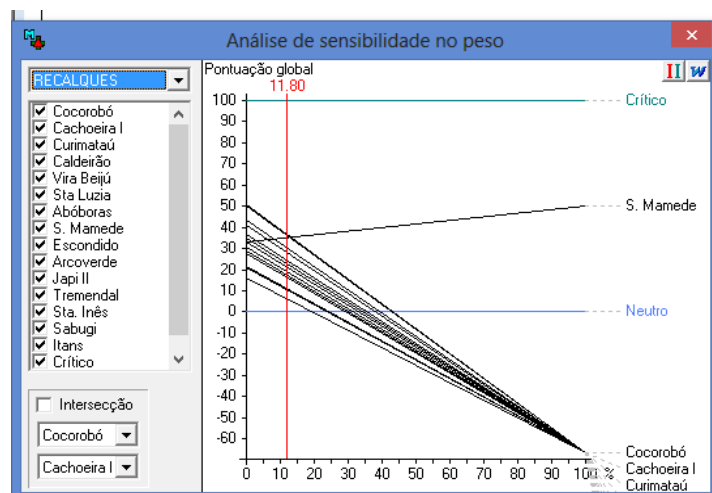 Análise de sensibilidade no peso
×
RECALQUES
Cocorobó
Cachoeira I
Curimataú
Caldeirão
Vira Beijú
Sta Luzia
Abóboras
S. Mamede
Escondido
Arcoverde
Japi II
Tremendal
Sta. Inês
Sabugi
Itans
Crítico
Intersecção
Cocorobó
Cachoeira I
Pontuação global
11.80
II w
100
90
80
70
60
50
40
30
20
10
0
-10
-20
-30
-40
-50
-60
0 10 20 30 40 50 60 70 80 90 100 %
Crítico
S. Mamede
Neutro
Cocorobó
Cachoeira I
Curimataú